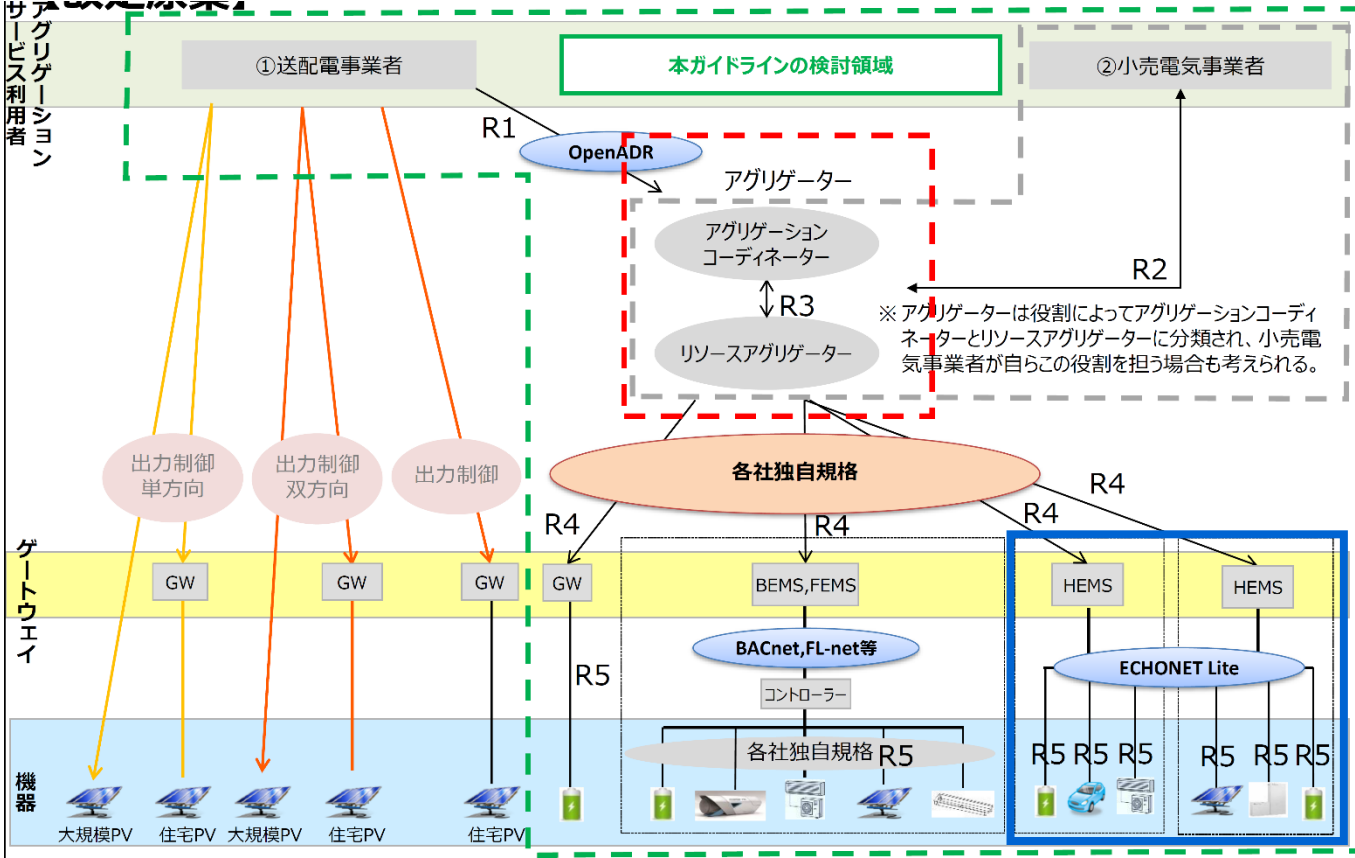 【改定原案】
アグリゲーション
サービス利用者
①送配電事業者
本ガイドラインの検討領域
②小売電気事業者
R1
OpenADR
アグリゲーター
アグリゲーション
コーディネーター
R3
リソースアグリゲーター
R2
※ アグリゲーターは役割によってアグリゲーションコーディ
ネーターとリソースアグリゲーターに分類され、小売電
気事業者が自らこの役割を担う場合も考えられる。
出力制御
単方向
出力制御
双方向
出力制御
各社独自規格
R4
R4
R4
R4
ゲートウェイ
GW
GW
GW
GW
BEMS,FEMS
HEMS
HEMS
R5
BACnet,FL-net等
ECHONET Lite
コントローラー
機器
各社独自規格
R5
R5
R5
R5
R5
R5
R5
大規模PV
住宅PV
大規模PV
住宅PV
住宅PV